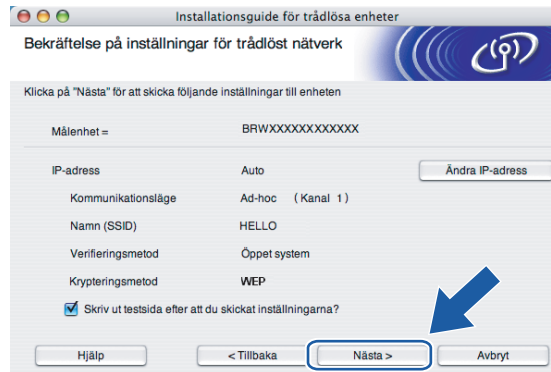 Installationsguide för trådlösa enheter
Bekräftelse på inställningar för trådlöst nätverk
Klicka på "Nästa" för att skicka följande inställningar till enheten
Målenhet = BRWXXXXXXXXXXXX
IP-adress Auto Ändra IP-adress
Kommunikationsläge Ad-hoc (Kanal 1)
Namn (SSID) HELLO
Verifieringsmetod Öppet system
Krypteringsmetod WEP
Skriv ut testsida efter att du skickat inställningarna?
Hjälp < Tillbaka Nästa > Avbryt